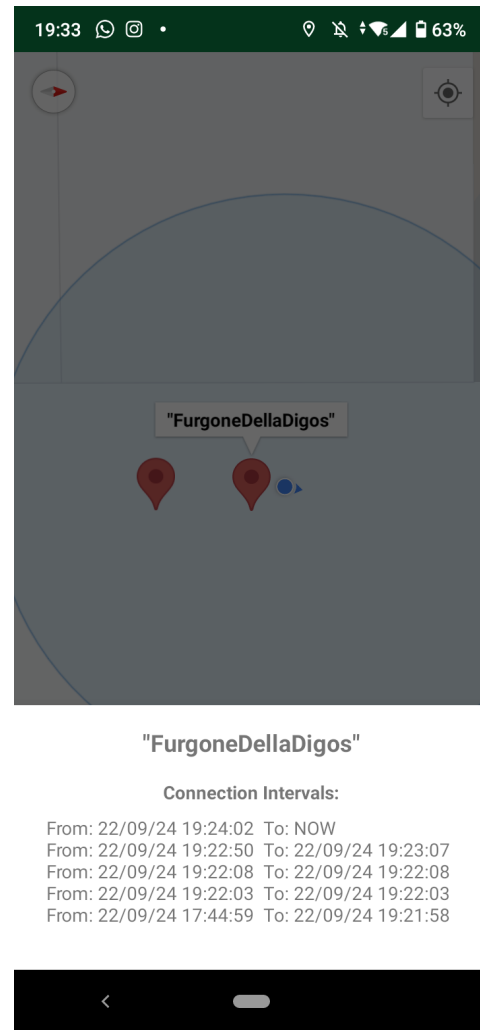 19:33 63%
"FurgoneDellaDigos"
"FurgoneDellaDigos"
Connection Intervals:
From: 22/09/24 19:24:02 To: NOW
From: 22/09/24 19:22:50 To: 22/09/24 19:23:07
From: 22/09/24 19:22:08 To: 22/09/24 19:22:08
From: 22/09/24 19:22:03 To: 22/09/24 19:22:03
From: 22/09/24 17:44:59 To: 22/09/24 19:21:58